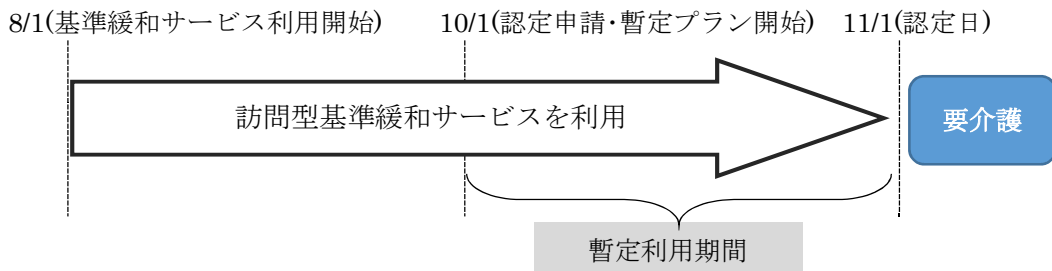 8/1(基準緩和サービス利用開始) 10/1(認定申請・暫定プラン開始) 11/1(認定日)
訪問型基準緩和サービスを利用
要介護
暫定利用期間